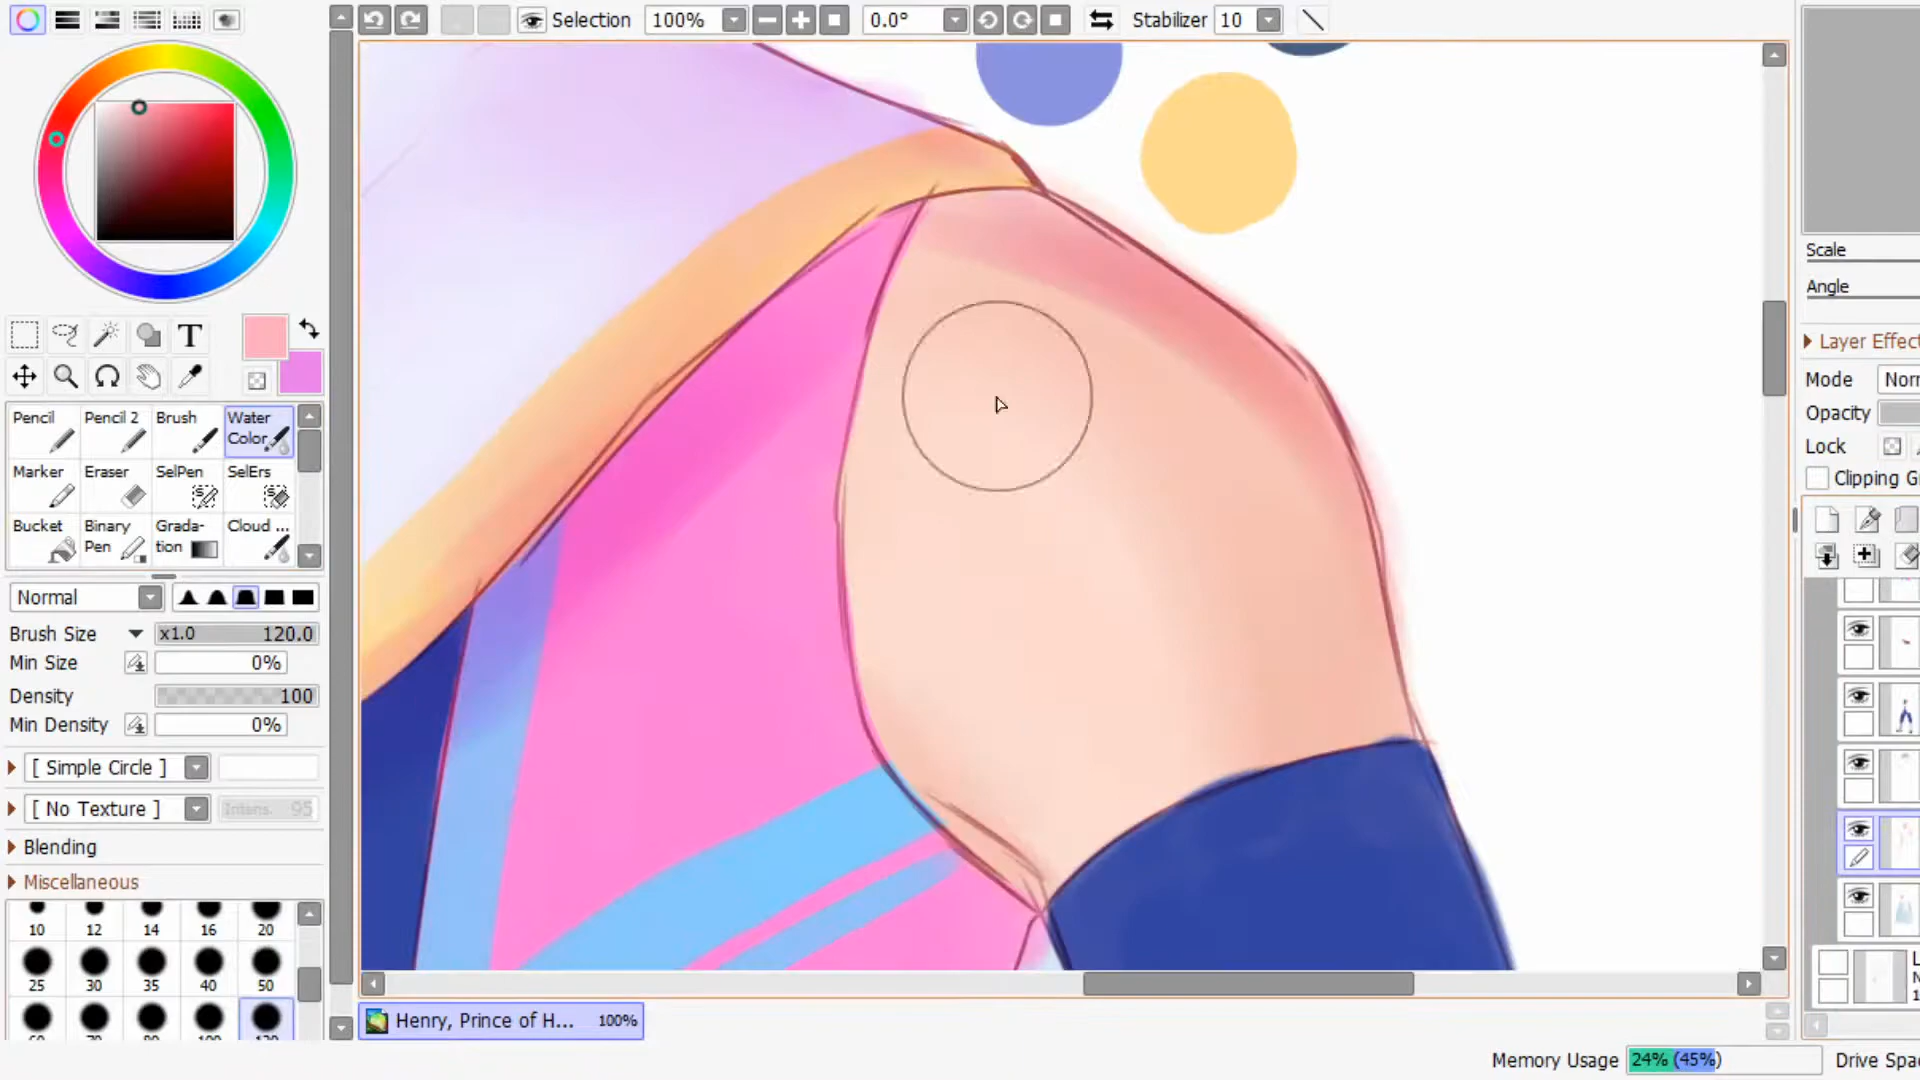 Selection 100% 0.0° Stabilizer 10
Scale
Angle
Layer Effec
Mode Norr
Opacity
Lock
Clipping G
T
Pencil Pencil 2 Brush Water Color
Marker Eraser SelPen SelErs
Bucket Binary Pen Grada-tion Cloud ...
Normal
Brush Size x1.0 120.0
Min Size 0%
Density 100
Min Density 0%
[ Simple Circle ]
[ No Texture ] Intens. 95
Blending
Miscellaneous
10 12 14 16 20
25 30 35 40 50
Henry, Prince of H... 100%
Memory Usage 24% (45%) Drive Spa